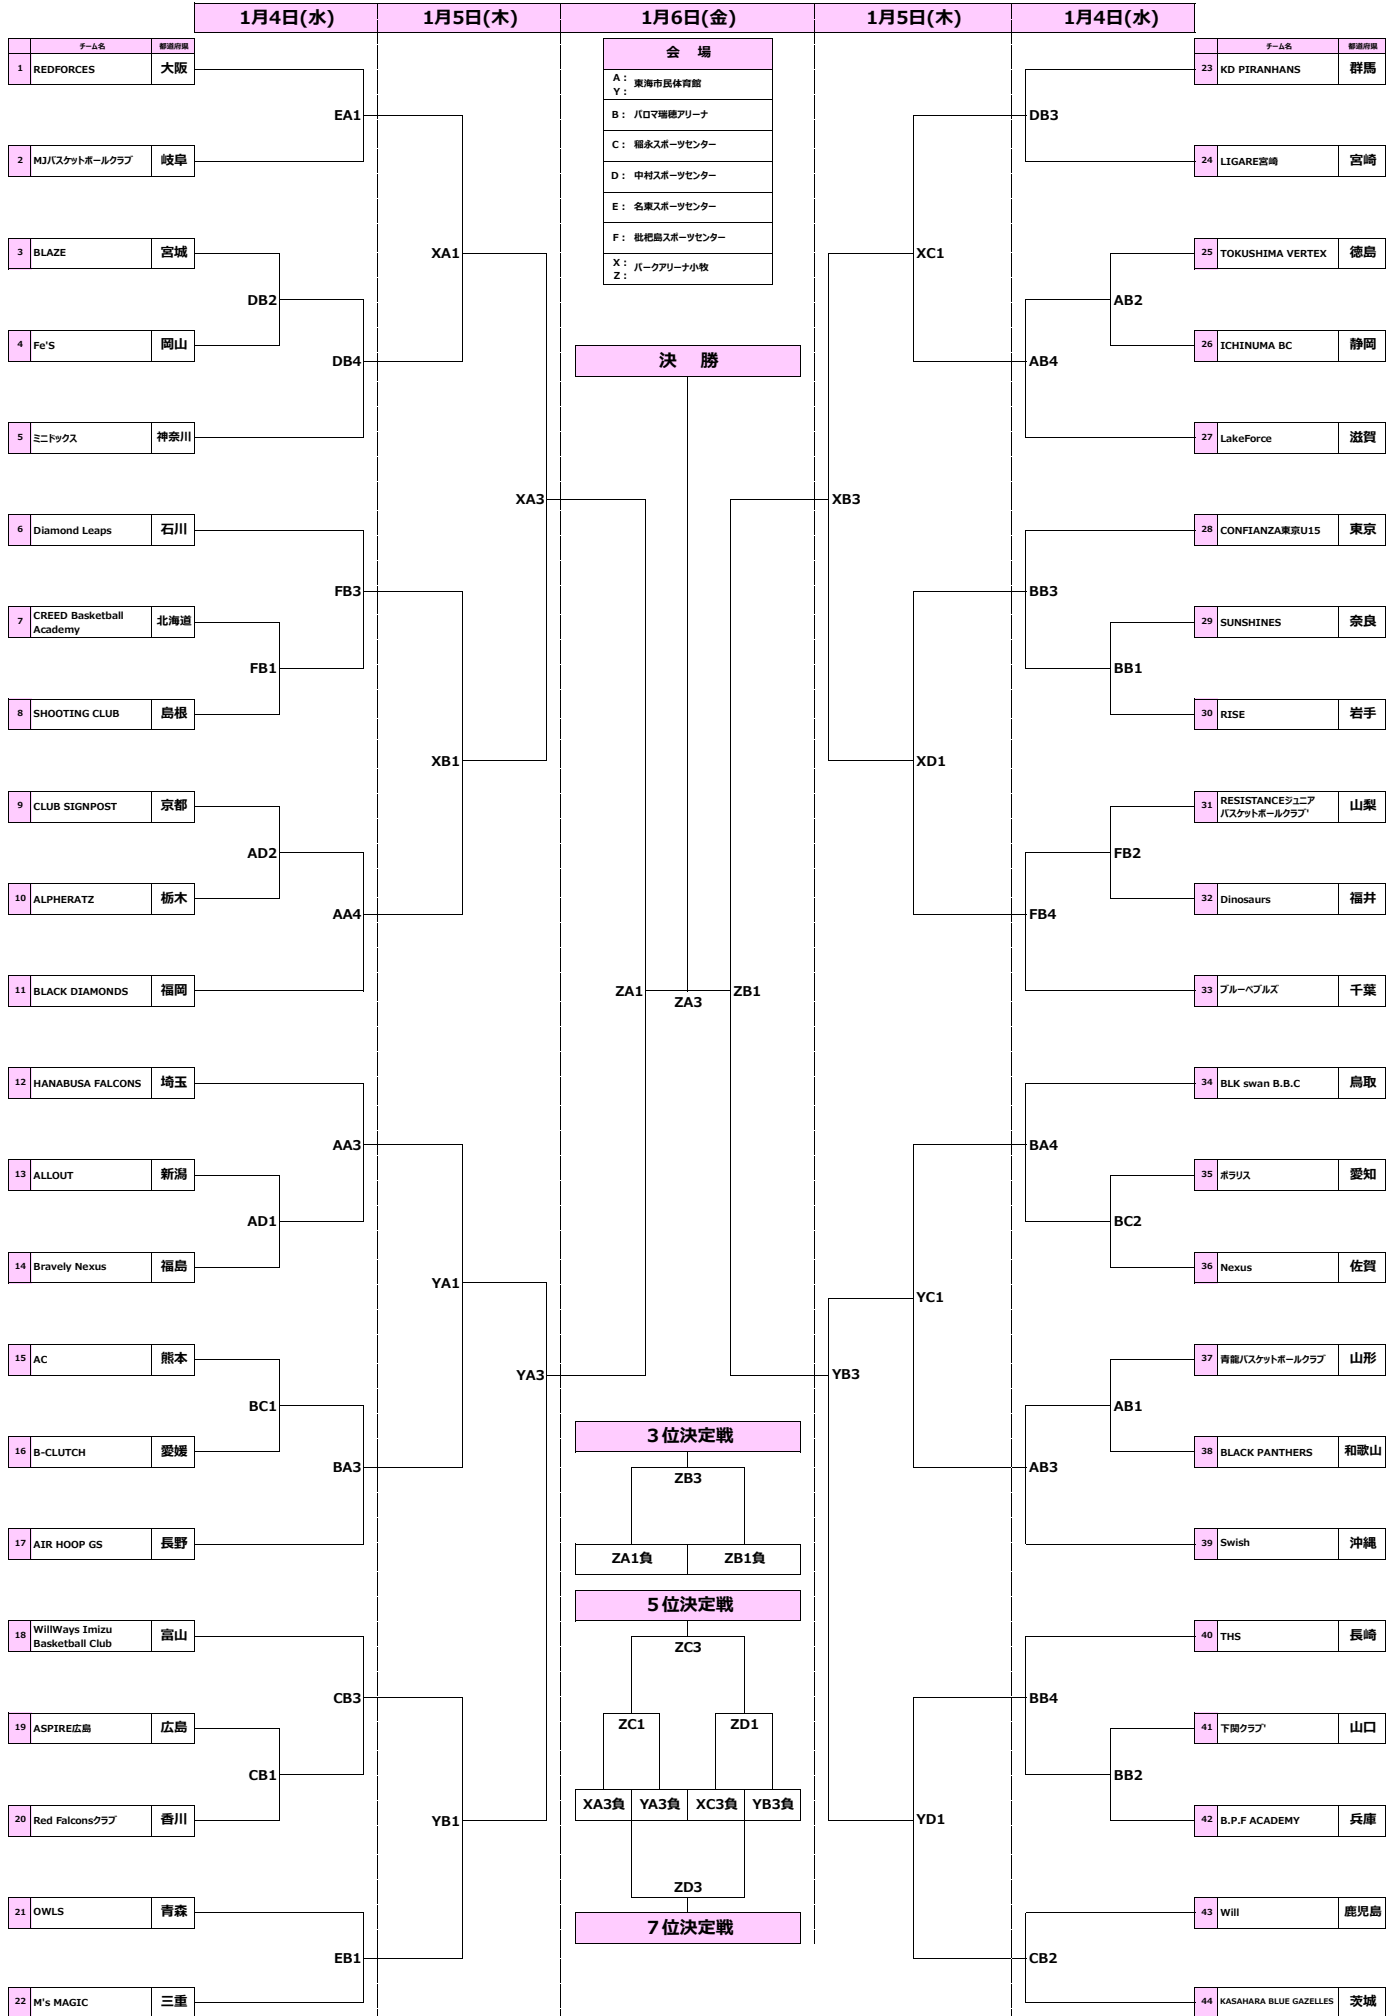 1月4日(水) 1月5日(木) 1月6日(金) 1月5日(木) 1月4日(水)
チーム名 都道府県
1 REDFORCES 大阪
EA1
2 MJバスケットボールクラブ 岐阜
3 BLAZE 宮城
XA1
DB2
4 Fe'S 岡山
DB4
5 ミニドックス 神奈川
XA3
6 Diamond Leaps 石川
FB3
7 CREED Basketball
Academy 北海道
FB1
8 SHOOTING CLUB 島根
XB1
9 CLUB SIGNPOST 京都
AD2
10 ALPHERATZ 栃木
AA4
11 BLACK DIAMONDS 福岡
12 HANABUSA FALCONS 埼玉
AA3
13 ALLOUT 新潟
AD1
14 Bravely Nexus 福島
YA1
15 AC 熊本
YA3
BC1
16 B-CLUTCH 愛媛
BA3
17 AIR HOOP GS 長野
18 WillWays Imizu
Basketball Club 富山
CB3
19 ASPIRE広島 広島
CB1
20 Red Falconsクラブ 香川
YB1
21 OWLS 青森
EB1
22 M's MAGIC 三重
会 場
A：
Y： 東海市民体育館
B： パロマ瑞穂アリーナ
C： 稲永スポーツセンター
D： 中村スポーツセンター
E： 名東スポーツセンター
F： 枇杷島スポーツセンター
X：
Z： パークアリーナ小牧
決 勝
ZA1 ZA3 ZB1
３位決定戦
ZB3
ZA1負 ZB1負
５位決定戦
ZC3
ZC1 ZD1
XA3負 YA3負 XC3負 YB3負
ZD3
７位決定戦
チーム名 都道府県
23 KD PIRANHANS 群馬
DB3
24 LIGARE宮崎 宮崎
25 TOKUSHIMA VERTEX 徳島
XC1
AB2
26 ICHINUMA BC 静岡
AB4
27 LakeForce 滋賀
XB3
28 CONFIANZA東京U15 東京
BB3
29 SUNSHINES 奈良
BB1
30 RISE 岩手
XD1
31 RESISTANCEジュニア
バスケットボールクラブ' 山梨
FB2
32 Dinosaurs 福井
FB4
33 ブルーベブルズ 千葉
34 BLK swan B.B.C 鳥取
BA4
35 ポラリス 愛知
BC2
36 Nexus 佐賀
YC1
37 青龍バスケットボールクラブ 山形
YB3
AB1
38 BLACK PANTHERS 和歌山
AB3
39 Swish 沖縄
40 THS 長崎
BB4
41 下関クラブ' 山口
BB2
42 B.P.F ACADEMY 兵庫
YD1
43 Will 鹿児島
CB2
44 KASAHARA BLUE GAZELLES 茨城